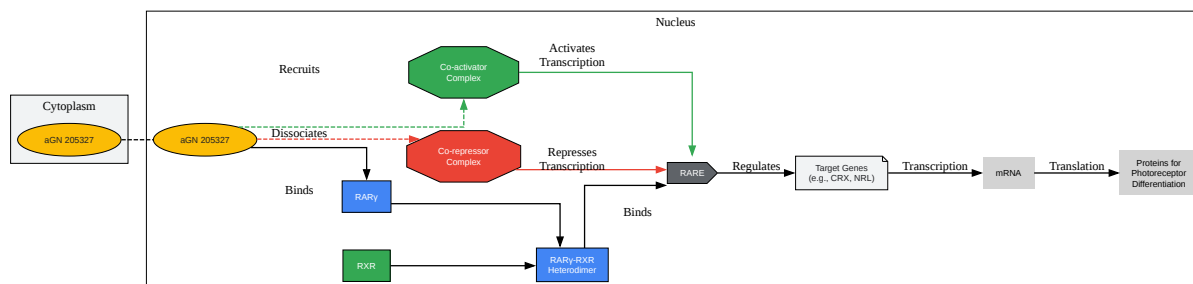 Nucleus
Activates
Transcription
Recruits
Co-activator
Complex
Cytoplasm
aGN 205327
aGN 205327
Dissociates
Co-repressor
Complex
Represses
Transcription
RARE
Regulates
Target Genes
(e.g., CRX, NRL)
Transcription
mRNA
Translation
Proteins for
Photoreceptor
Differentiation
Binds
RARγ
Binds
RXR
RARγ-RXR
Heterodimer